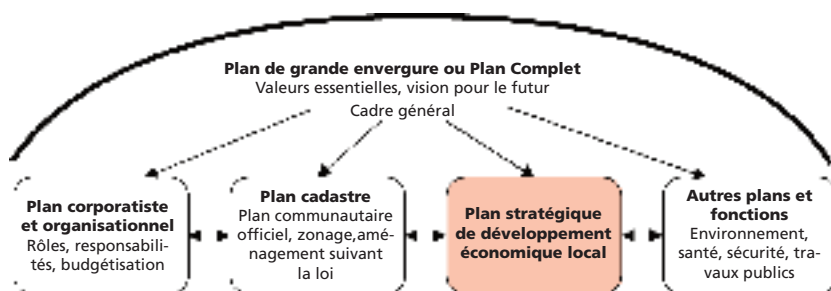 Plan de grande envergure ou Plan Complet
Valeurs essentielles, vision pour le futur
Cadre général
Plan corporatiste
et organisationnel
Rôles, responsabili-
tés, budgétisation
Plan cadastre
Plan communautaire
officiel, zonage,amé-
nagement suivant
la loi
Plan stratégique
de développement
économique local
Autres plans et
fonctions
Environnement,
santé, sécurité, tra-
vaux publics